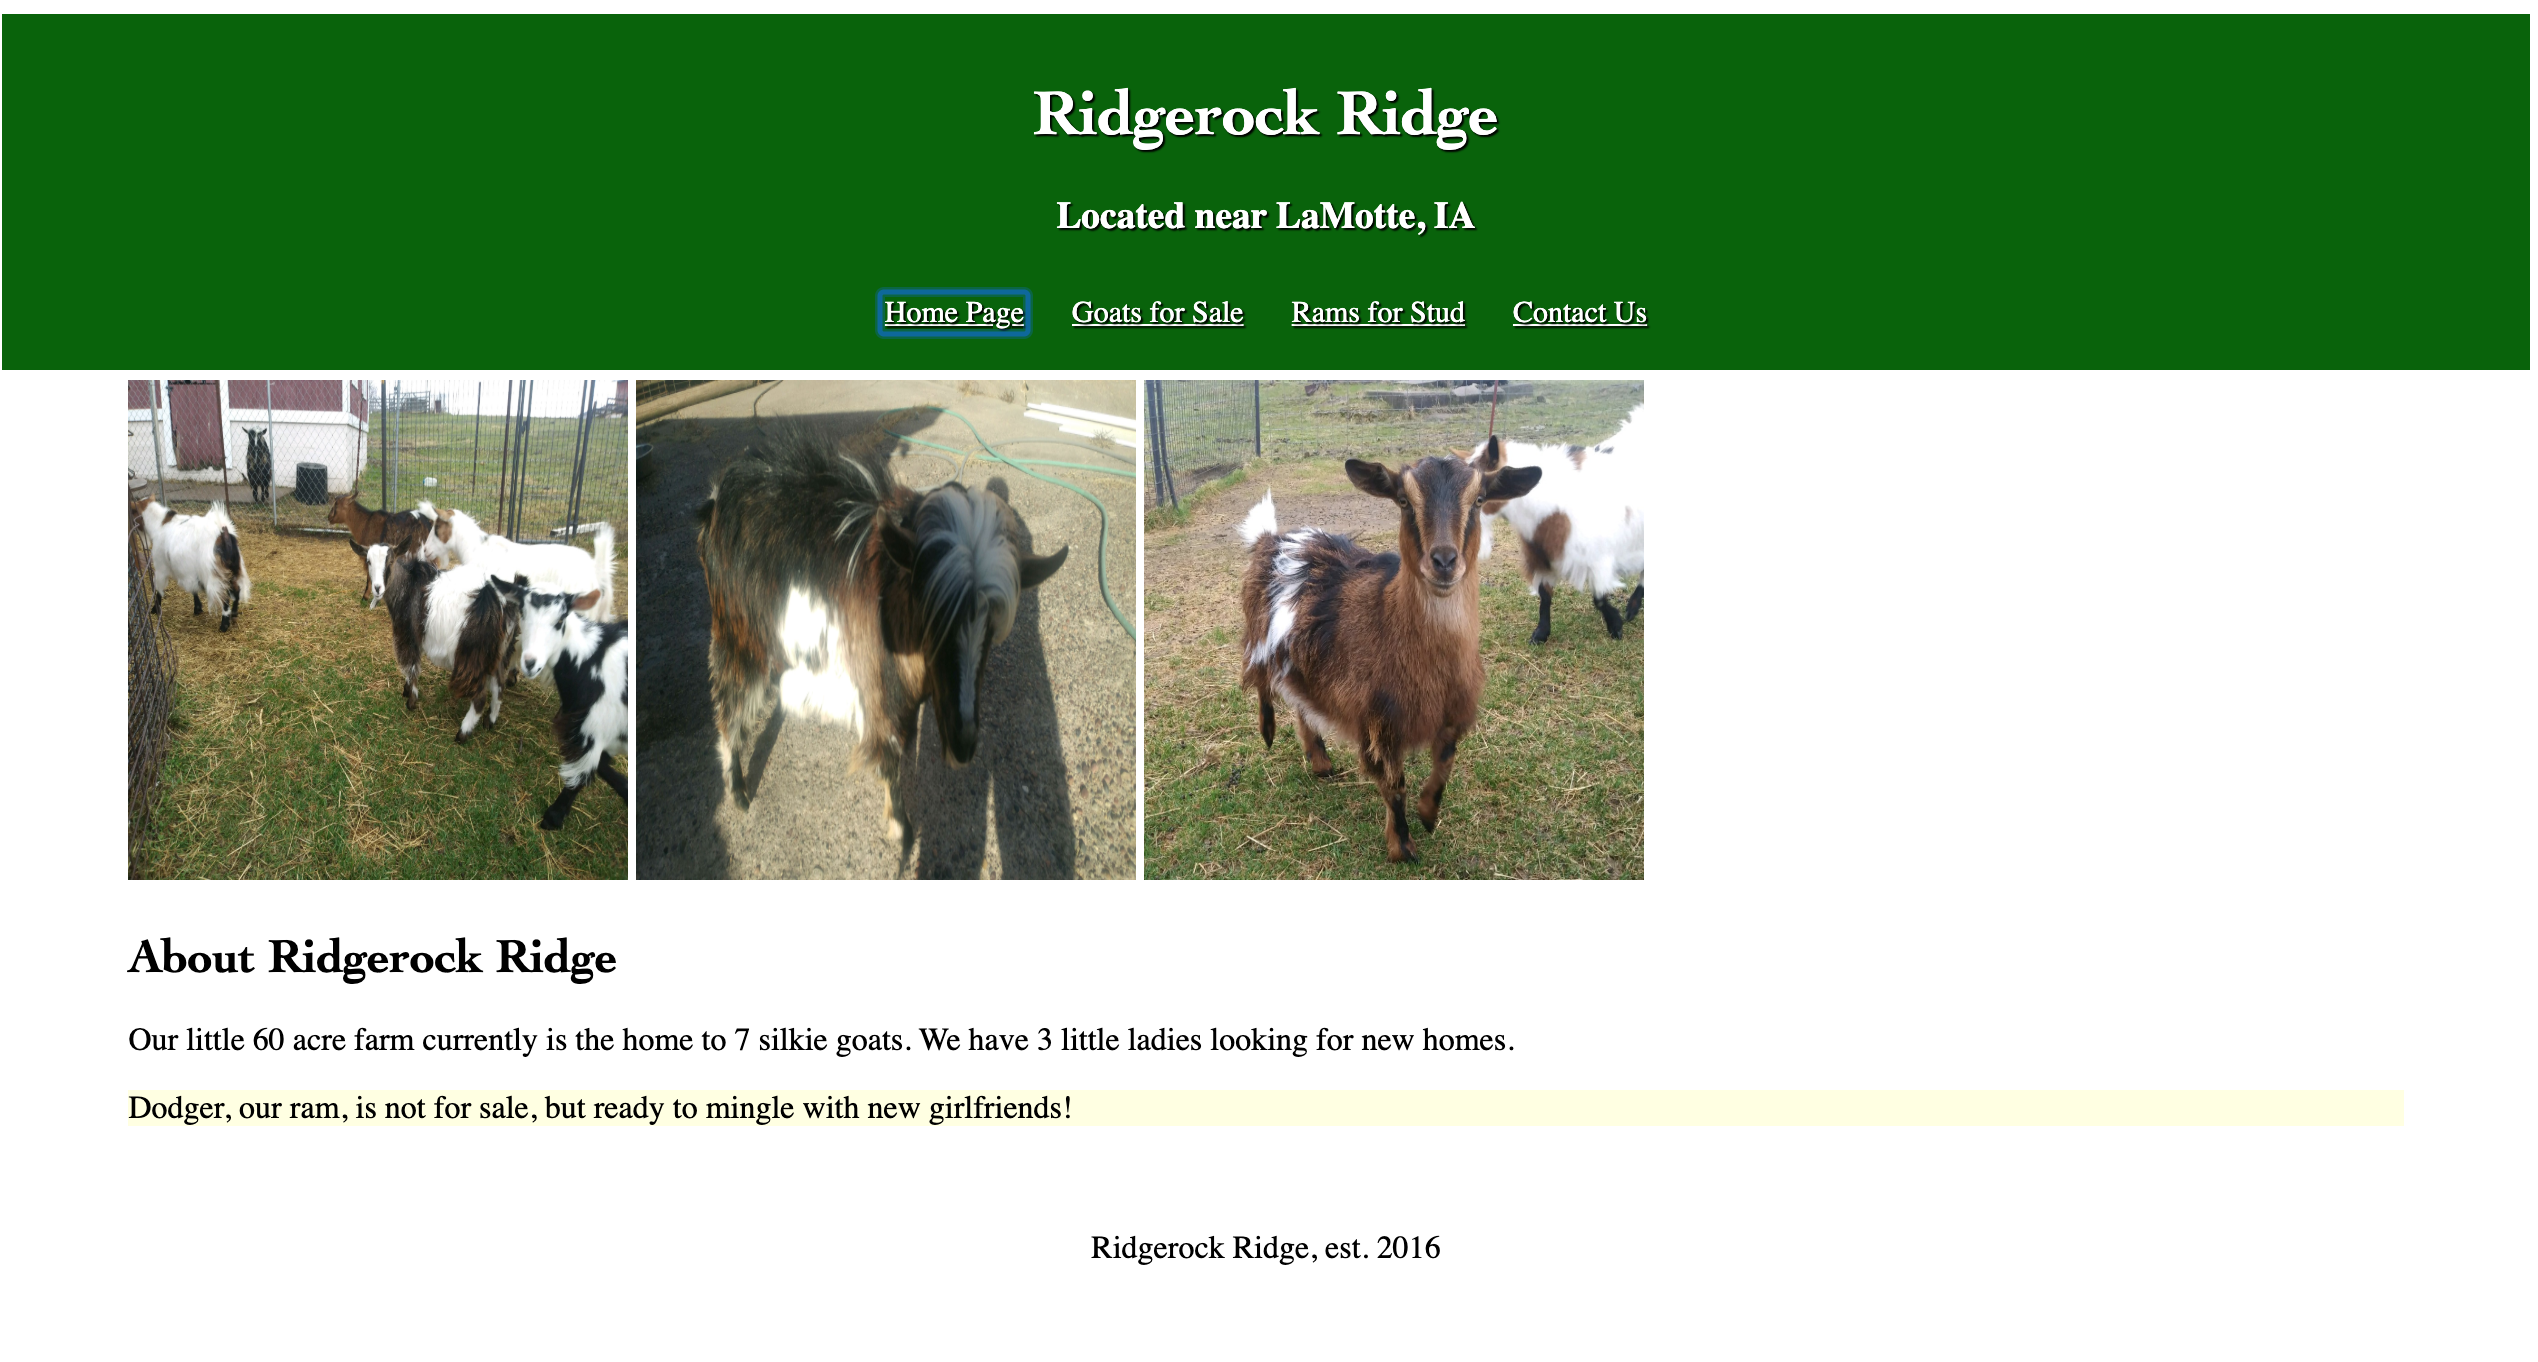 Ridgerock Ridge
Located near LaMotte, IA
Home Page Goats for Sale Rams for Stud Contact Us
About Ridgerock Ridge
Our little 60 acre farm currently is the home to 7 silkie goats. We have 3 little ladies looking for new homes.
Dodger, our ram, is not for sale, but ready to mingle with new girlfriends!
Ridgerock Ridge, est. 2016